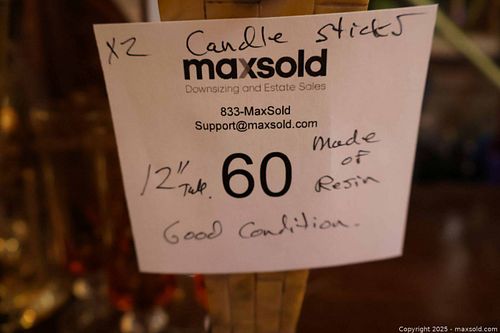 x2 Candle Sticks
maxsold
Downsizing and Estate Sales
833-MaxSold
Support@maxsold.com
12" Tall. 60 Made of Resin
Good Condition.
Copyright 2025 - maxsold.com